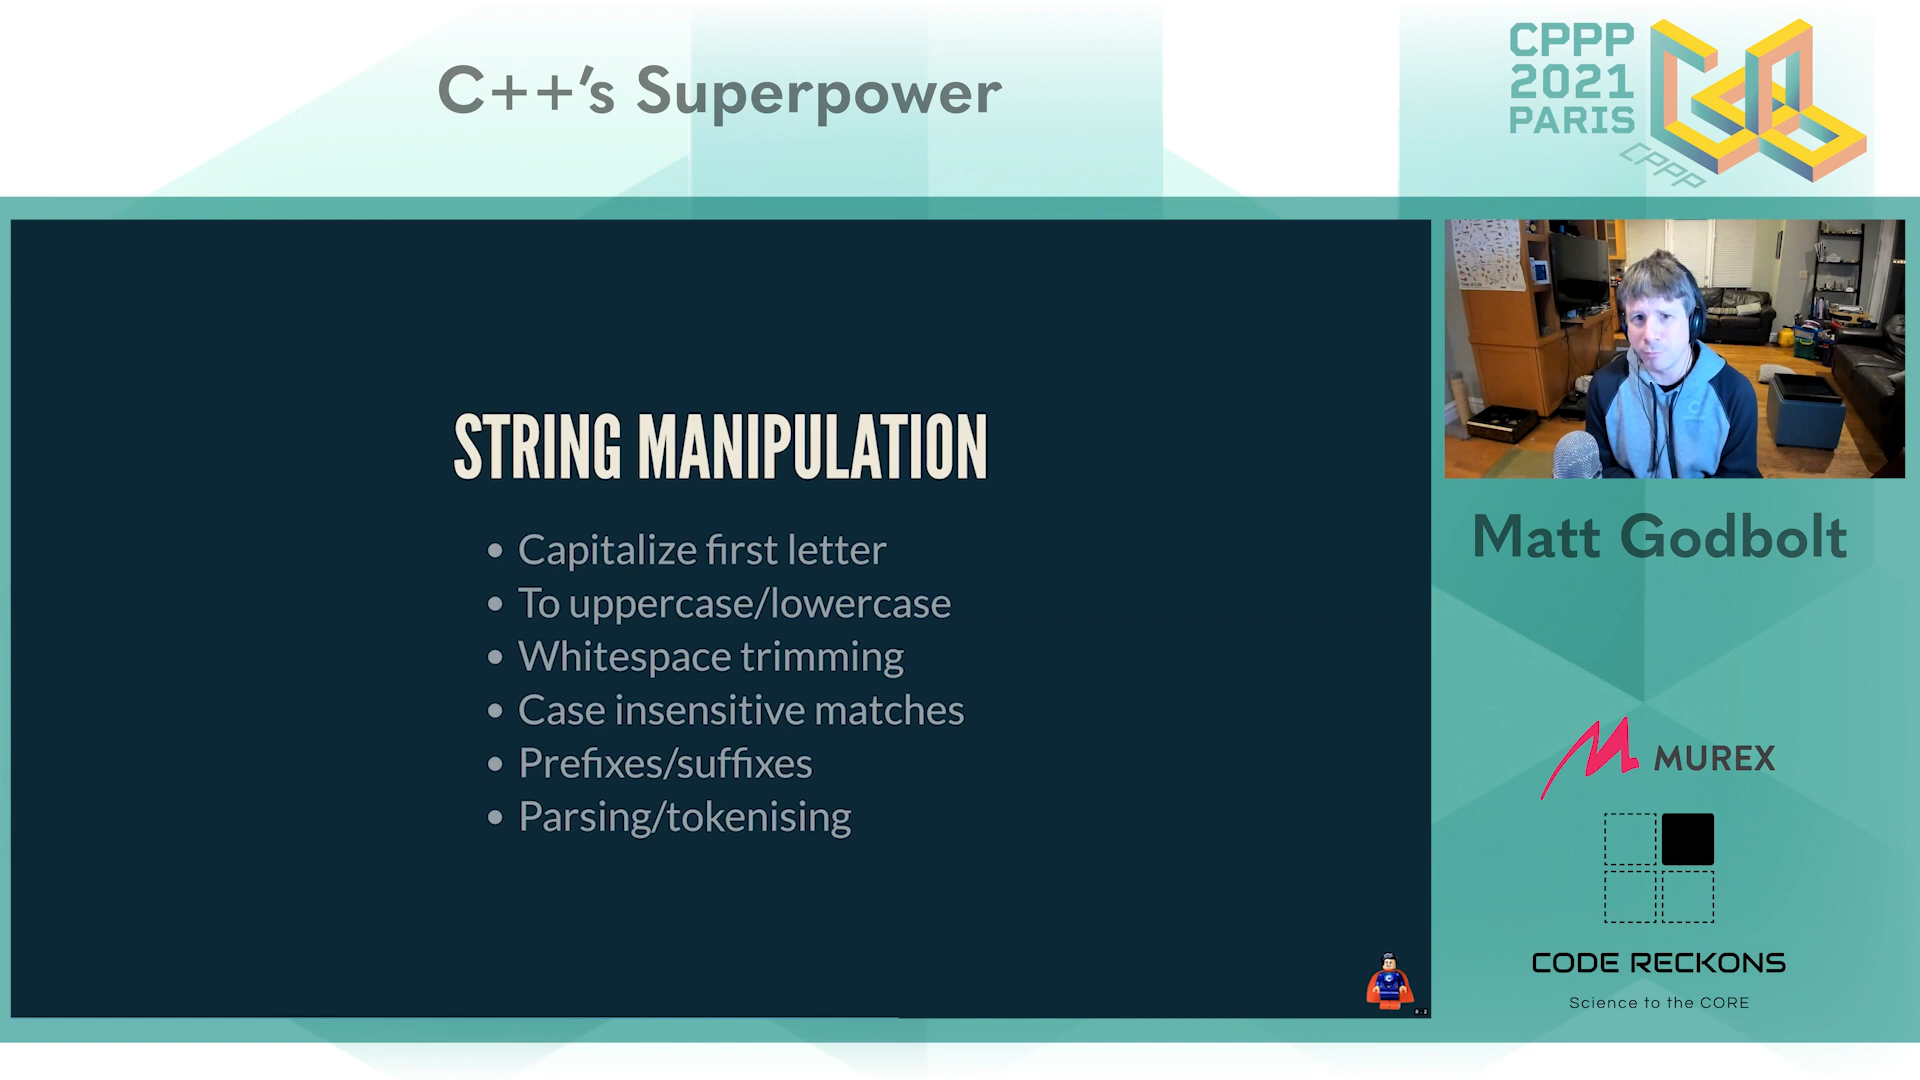 C++'s Superpower
CPPP
2021
PARIS
CPPP
STRING MANIPULATION
• Capitalize first letter
• To uppercase/lowercase
• Whitespace trimming
• Case insensitive matches
• Prefixes/suffixes
• Parsing/tokenising
Matt Godbolt
MUREX
CODE RECKONS
Science to the CORE